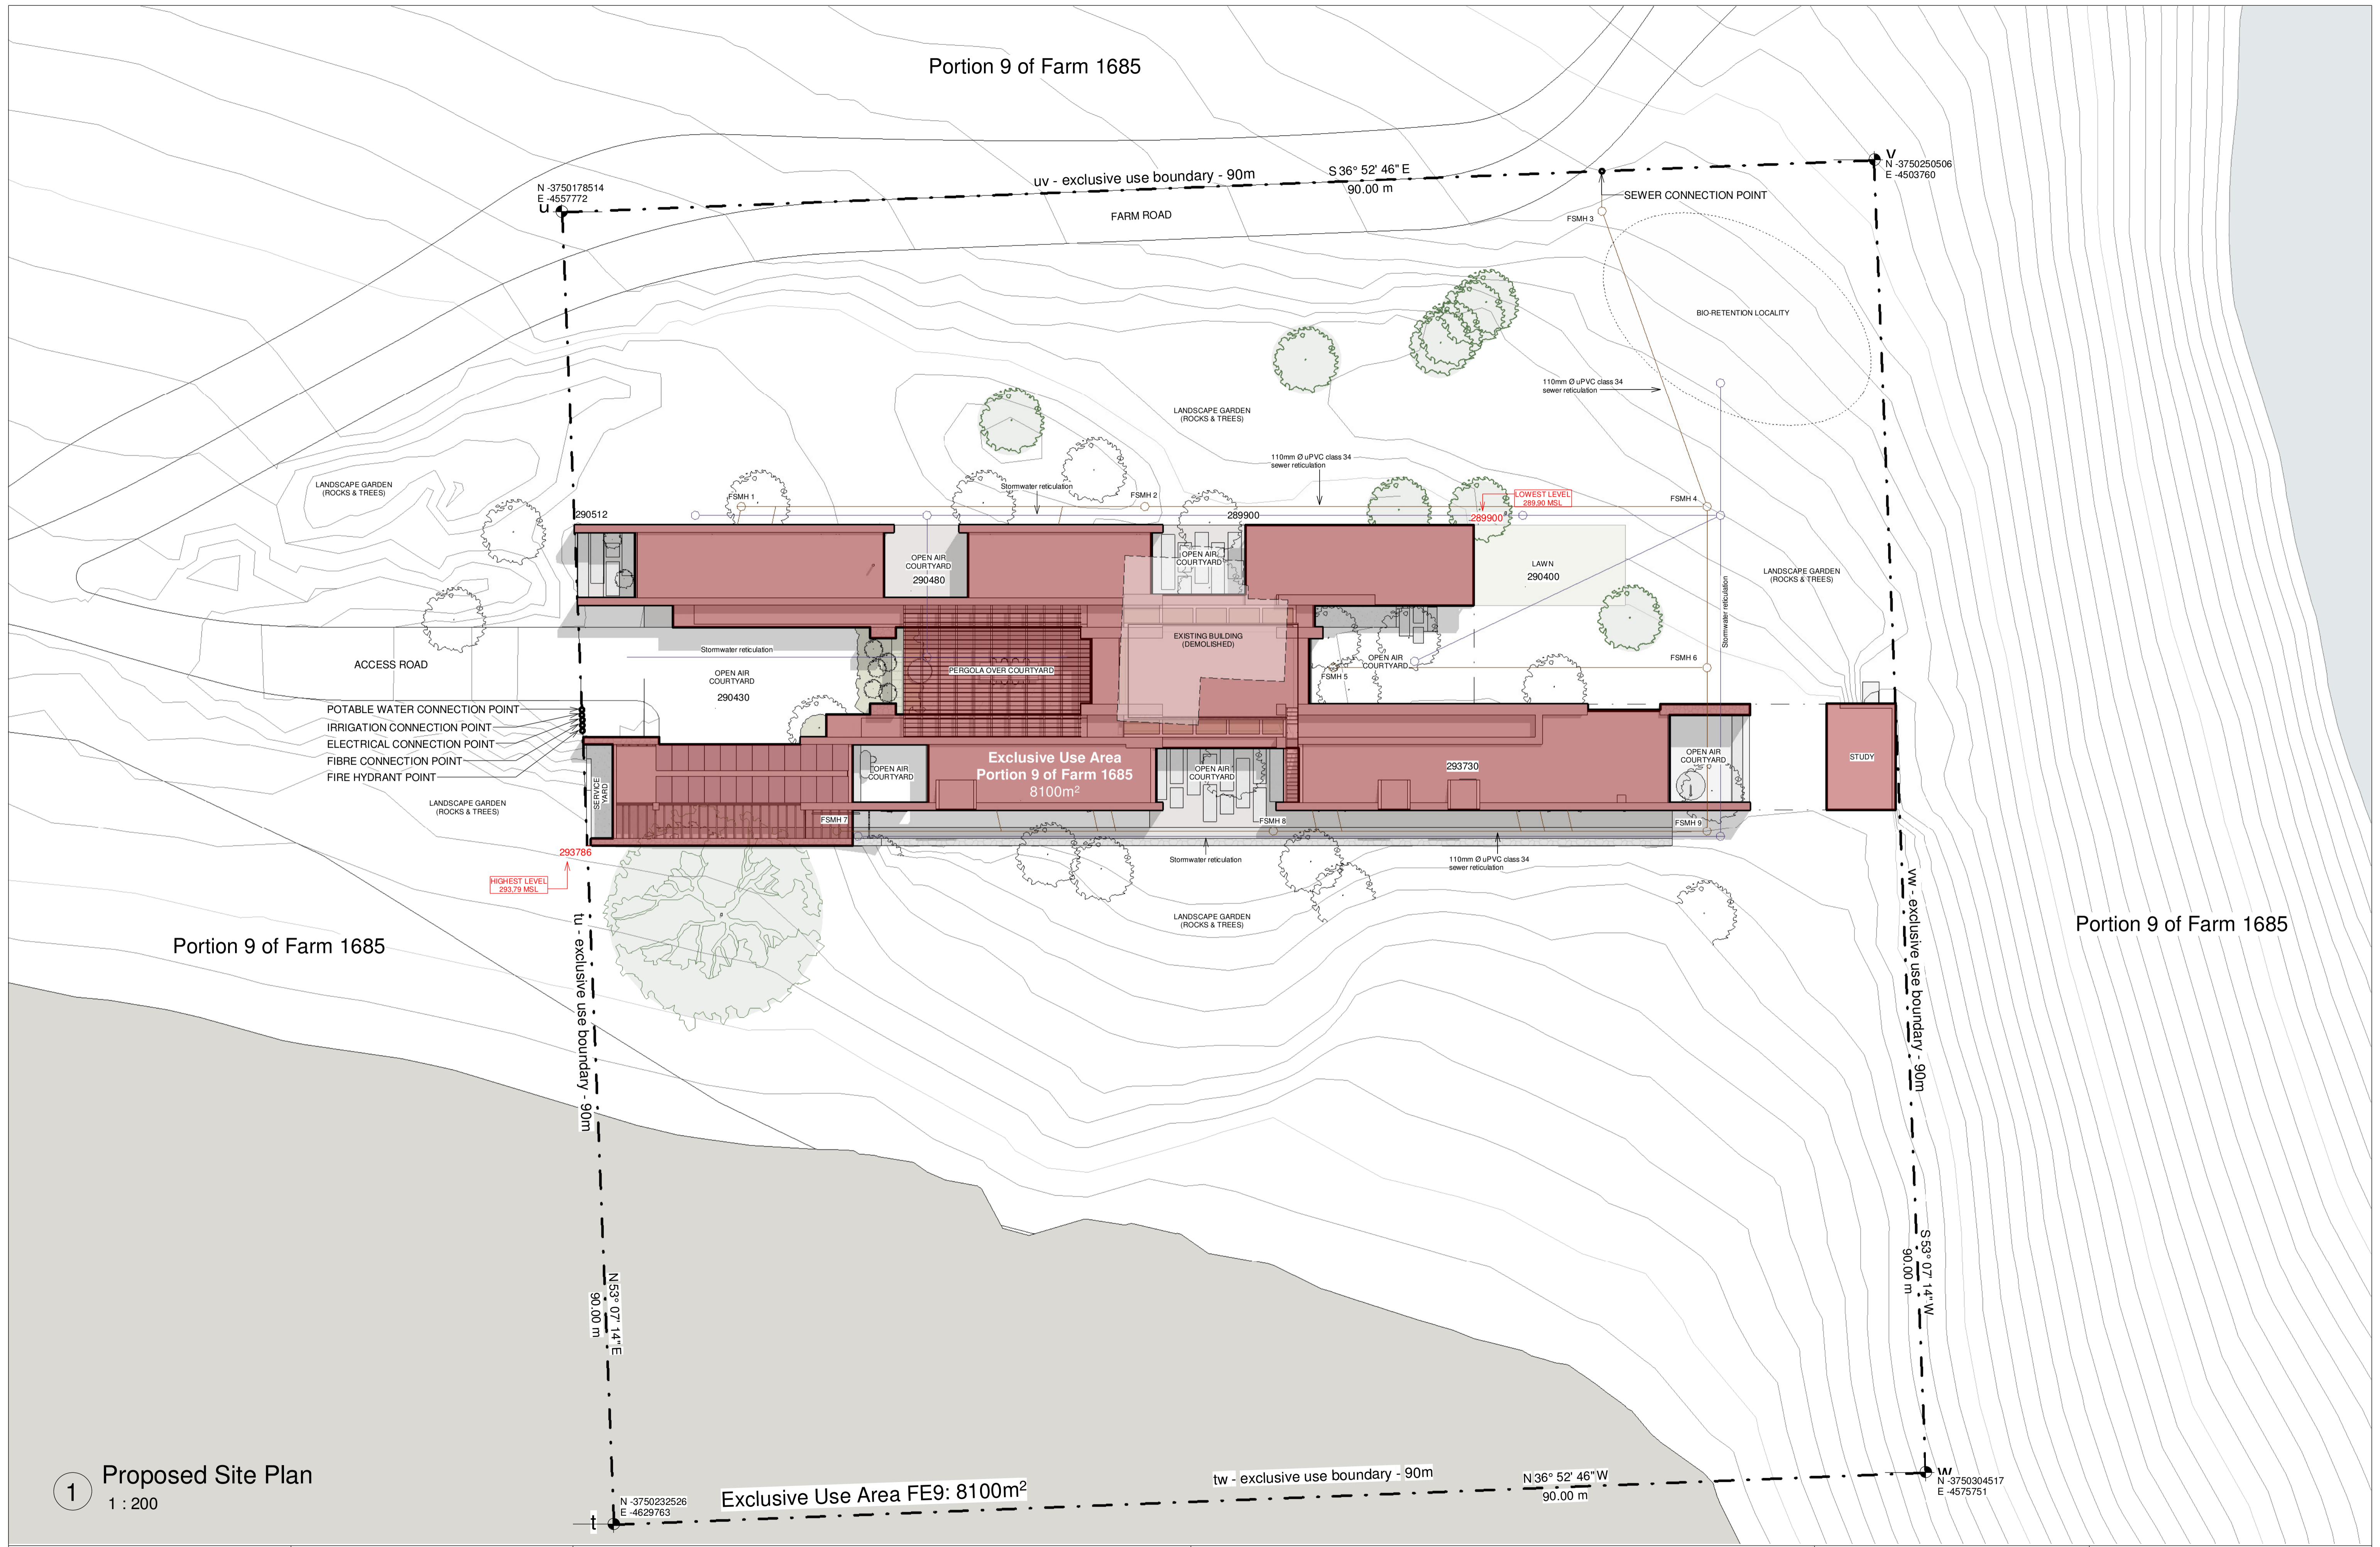 Portion 9 of Farm 1685
V
N -3750250506
E -4503760
uv - exclusive use boundary - 90m
S 36° 52' 46" E
90.00 m
N -3750178514
E -4557772
u
SEWER CONNECTION POINT
FARM ROAD
FSMH 3
BIO-RETENTION LOCALITY
110mm Ø uPVC class 34
sewer reticulation
LANDSCAPE GARDEN
(ROCKS & TREES)
110mm Ø uPVC class 34
sewer reticulation
LANDSCAPE GARDEN
(ROCKS & TREES)
Stormwater reticulation
FSMH 1
FSMH 2
LOWEST LEVEL
289,90 MSL
FSMH 4
290512
289900
289900
OPEN AIR
COURTYARD
290480
OPEN AIR
COURTYARD
LAWN
290400
LANDSCAPE GARDEN
(ROCKS & TREES)
Stormwater reticulation
EXISTING BUILDING
(DEMOLISHED)
Stormwater reticulation
ACCESS ROAD
OPEN AIR
COURTYARD
290430
PERGOLA OVER COURTYARD
OPEN AIR
COURTYARD
FSMH 5
FSMH 6
POTABLE WATER CONNECTION POINT
IRRIGATION CONNECTION POINT
ELECTRICAL CONNECTION POINT
FIBRE CONNECTION POINT
FIRE HYDRANT POINT
Exclusive Use Area
Portion 9 of Farm 1685
8100m²
OPEN AIR
COURTYARD
OPEN AIR
COURTYARD
293730
OPEN AIR
COURTYARD
STUDY
SERVICE
YARD
LANDSCAPE GARDEN
(ROCKS & TREES)
FSMH 7
FSMH 8
FSMH 9
293786
HIGHEST LEVEL
293,79 MSL
Stormwater reticulation
110mm Ø uPVC class 34
sewer reticulation
LANDSCAPE GARDEN
(ROCKS & TREES)
Portion 9 of Farm 1685
Portion 9 of Farm 1685
tu - exclusive use boundary - 90m
vw - exclusive use boundary - 90m
N 53° 07' 14" E
90.00 m
S 53° 07' 14" W
90.00 m
1
Proposed Site Plan
1 : 200
t
N -3750232526
E -4629763
Exclusive Use Area FE9: 8100m²
tw - exclusive use boundary - 90m
N 36° 52' 46" W
90.00 m
w
N -3750304517
E -4575751